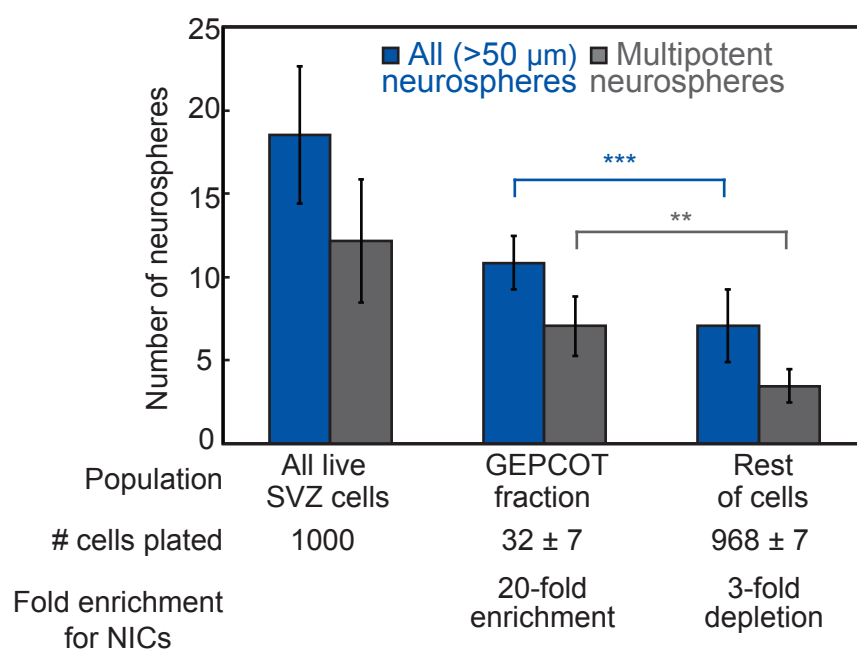 Number of neurospheres
25
20
15
10
5
0
All (>50 μm)
neurospheres
Multipotent
neurospheres
***
**
Population
All live
SVZ cells
GEPCOT
fraction
Rest
of cells
# cells plated
1000
32 ± 7
968 ± 7
Fold enrichment
for NICs
20-fold
enrichment
3-fold
depletion